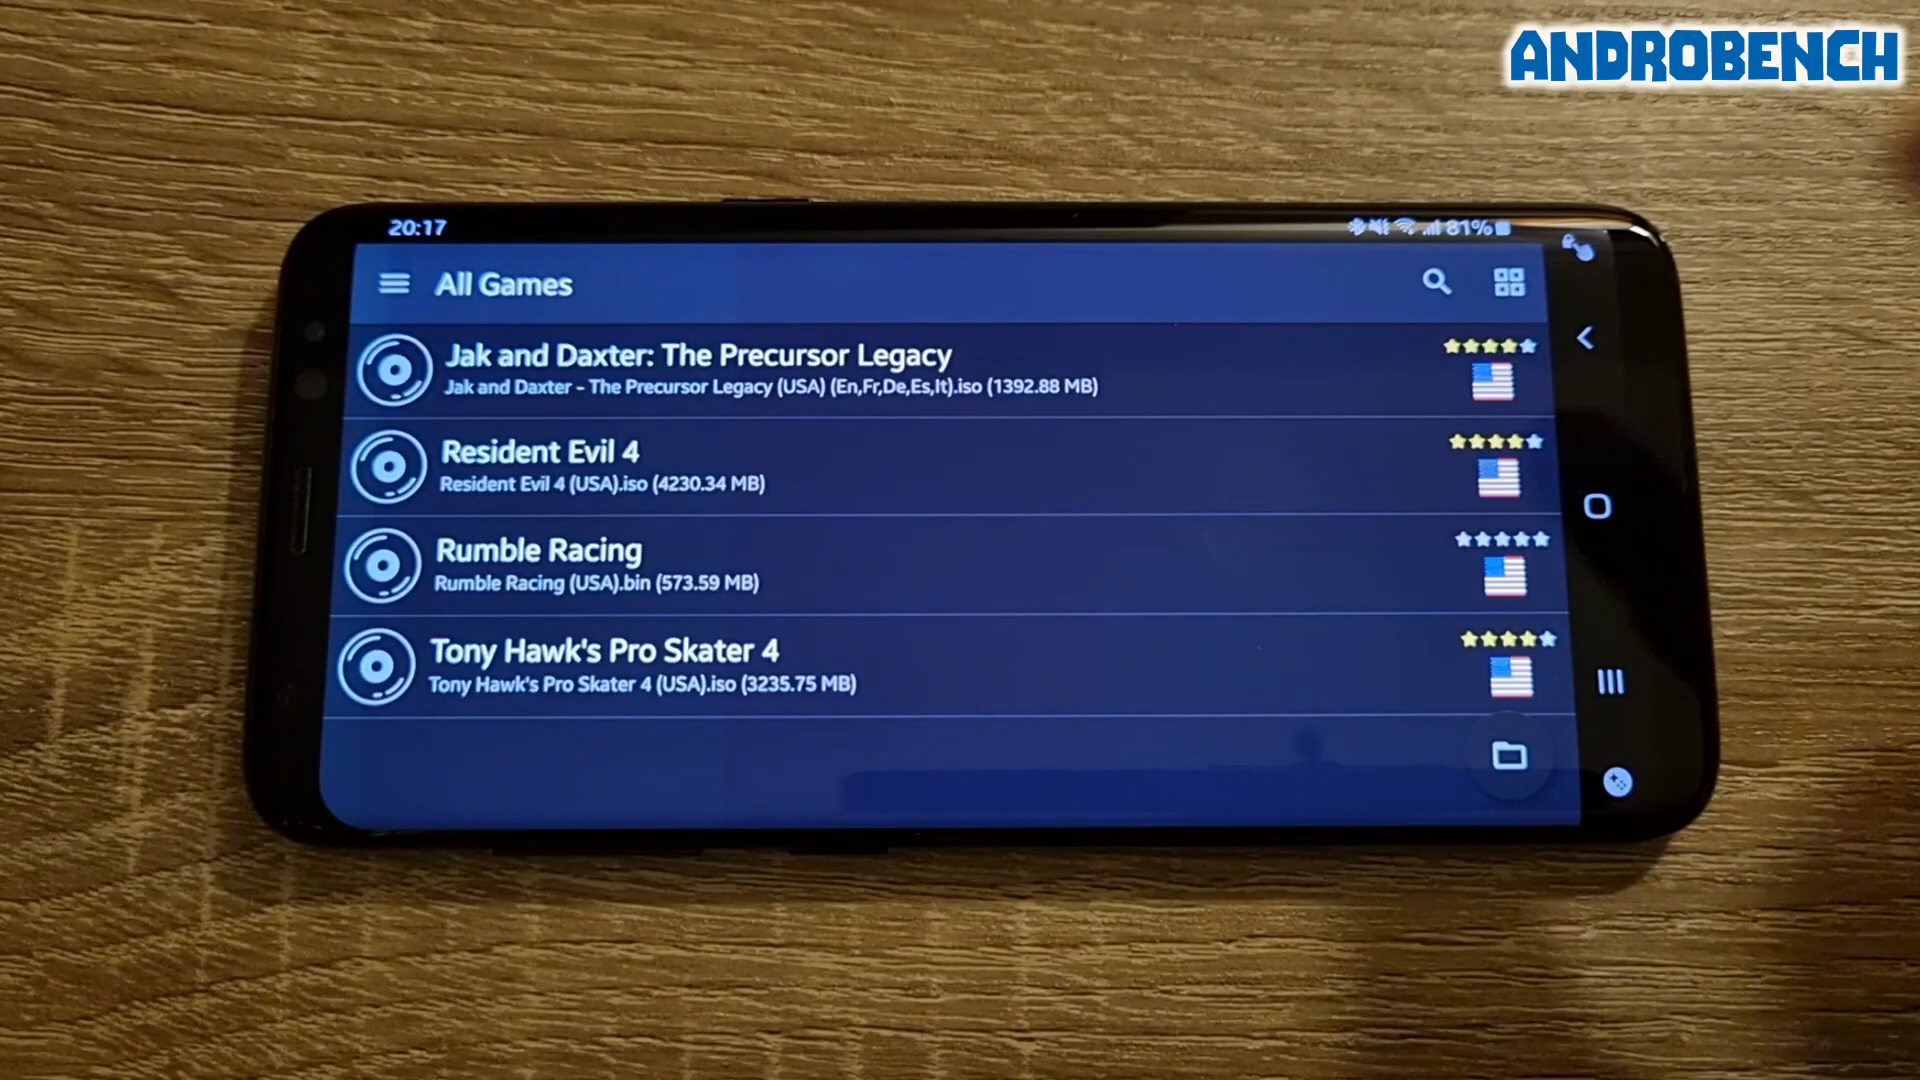 ANDROBENCH
20:17
81%
All Games
Jak and Daxter: The Precursor Legacy
Jak and Daxter - The Precursor Legacy (USA) (En,Fr,De,Es,It).iso (1392.88 MB)
Resident Evil 4
Resident Evil 4 (USA).iso (4230.34 MB)
Rumble Racing
Rumble Racing (USA).bin (573.59 MB)
Tony Hawk's Pro Skater 4
Tony Hawk's Pro Skater 4 (USA).iso (3235.75 MB)